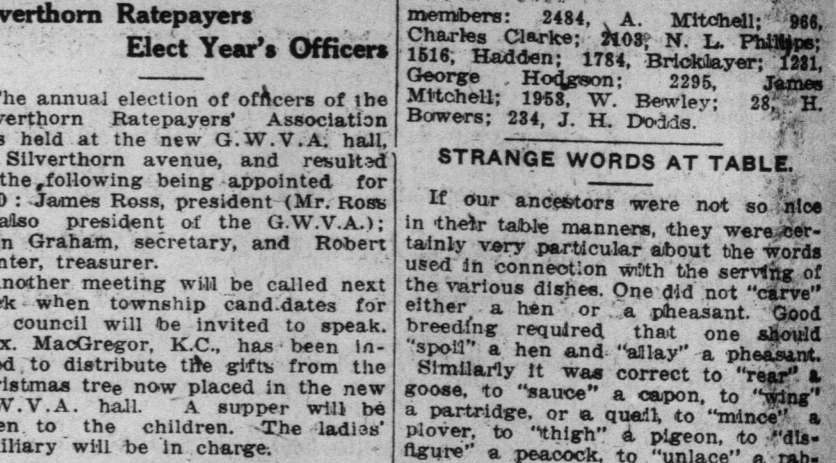 verthorn Ratepayers
Elect Year's Officers
he annual election of officers of the
verthorn Ratepayers' Association
s held at the new G.W.V.A. hall,
Silverthorn avenue, and resulted
the following being appointed for
0: James Ross, president (Mr. Ross
also president of the G.W.V.A.);
n Graham, secretary, and Robert
nter, treasurer.
nother meeting will be called next
k when township candidates for
council will be invited to speak.
x. MacGregor, K.C., has been in-
d to distribute the gifts from the
ristmas tree now placed in the new
W.V.A. hall. A supper will be
en to the children. The ladies'
iliary will be in charge.
members: 2484, A. Mitchell; 966,
Charles Clarke; 2103, N. L. Phillips;
1516, Hadden; 1784, Bricklayer; 1231,
George Hodgson; 2295, James
Mitchell; 1953, W. Bewley; 28, H.
Bowers; 234, J. H. Dodds.
STRANGE WORDS AT TABLE.
If our ancestors were not so nice
in their table manners, they were cer-
tainly very particular about the words
used in connection with the serving of
the various dishes. One did not "carve"
either a hen or a pheasant. Good
breeding required that one should
"spoil" a hen and "allay" a pheasant.
Similarly it was correct to "rear" a
goose, to "sauce" a capon, to "wing"
a partridge, or a quail, to "mince" a
plover, to "thigh" a pigeon, to "dis-
figure" a peacock, to "unlace" a rab-